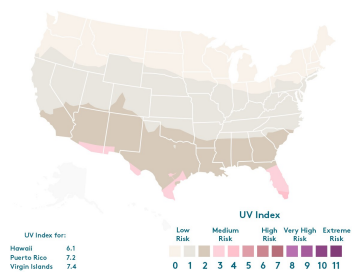 UV Index
Low Risk
Medium Risk
High Risk
Very High Risk
Extreme Risk
0 1 2 3 4 5 6 7 8 9 10 11
UV Index for:
Hawaii 6.1
Puerto Rico 7.2
Virgin Islands 7.4